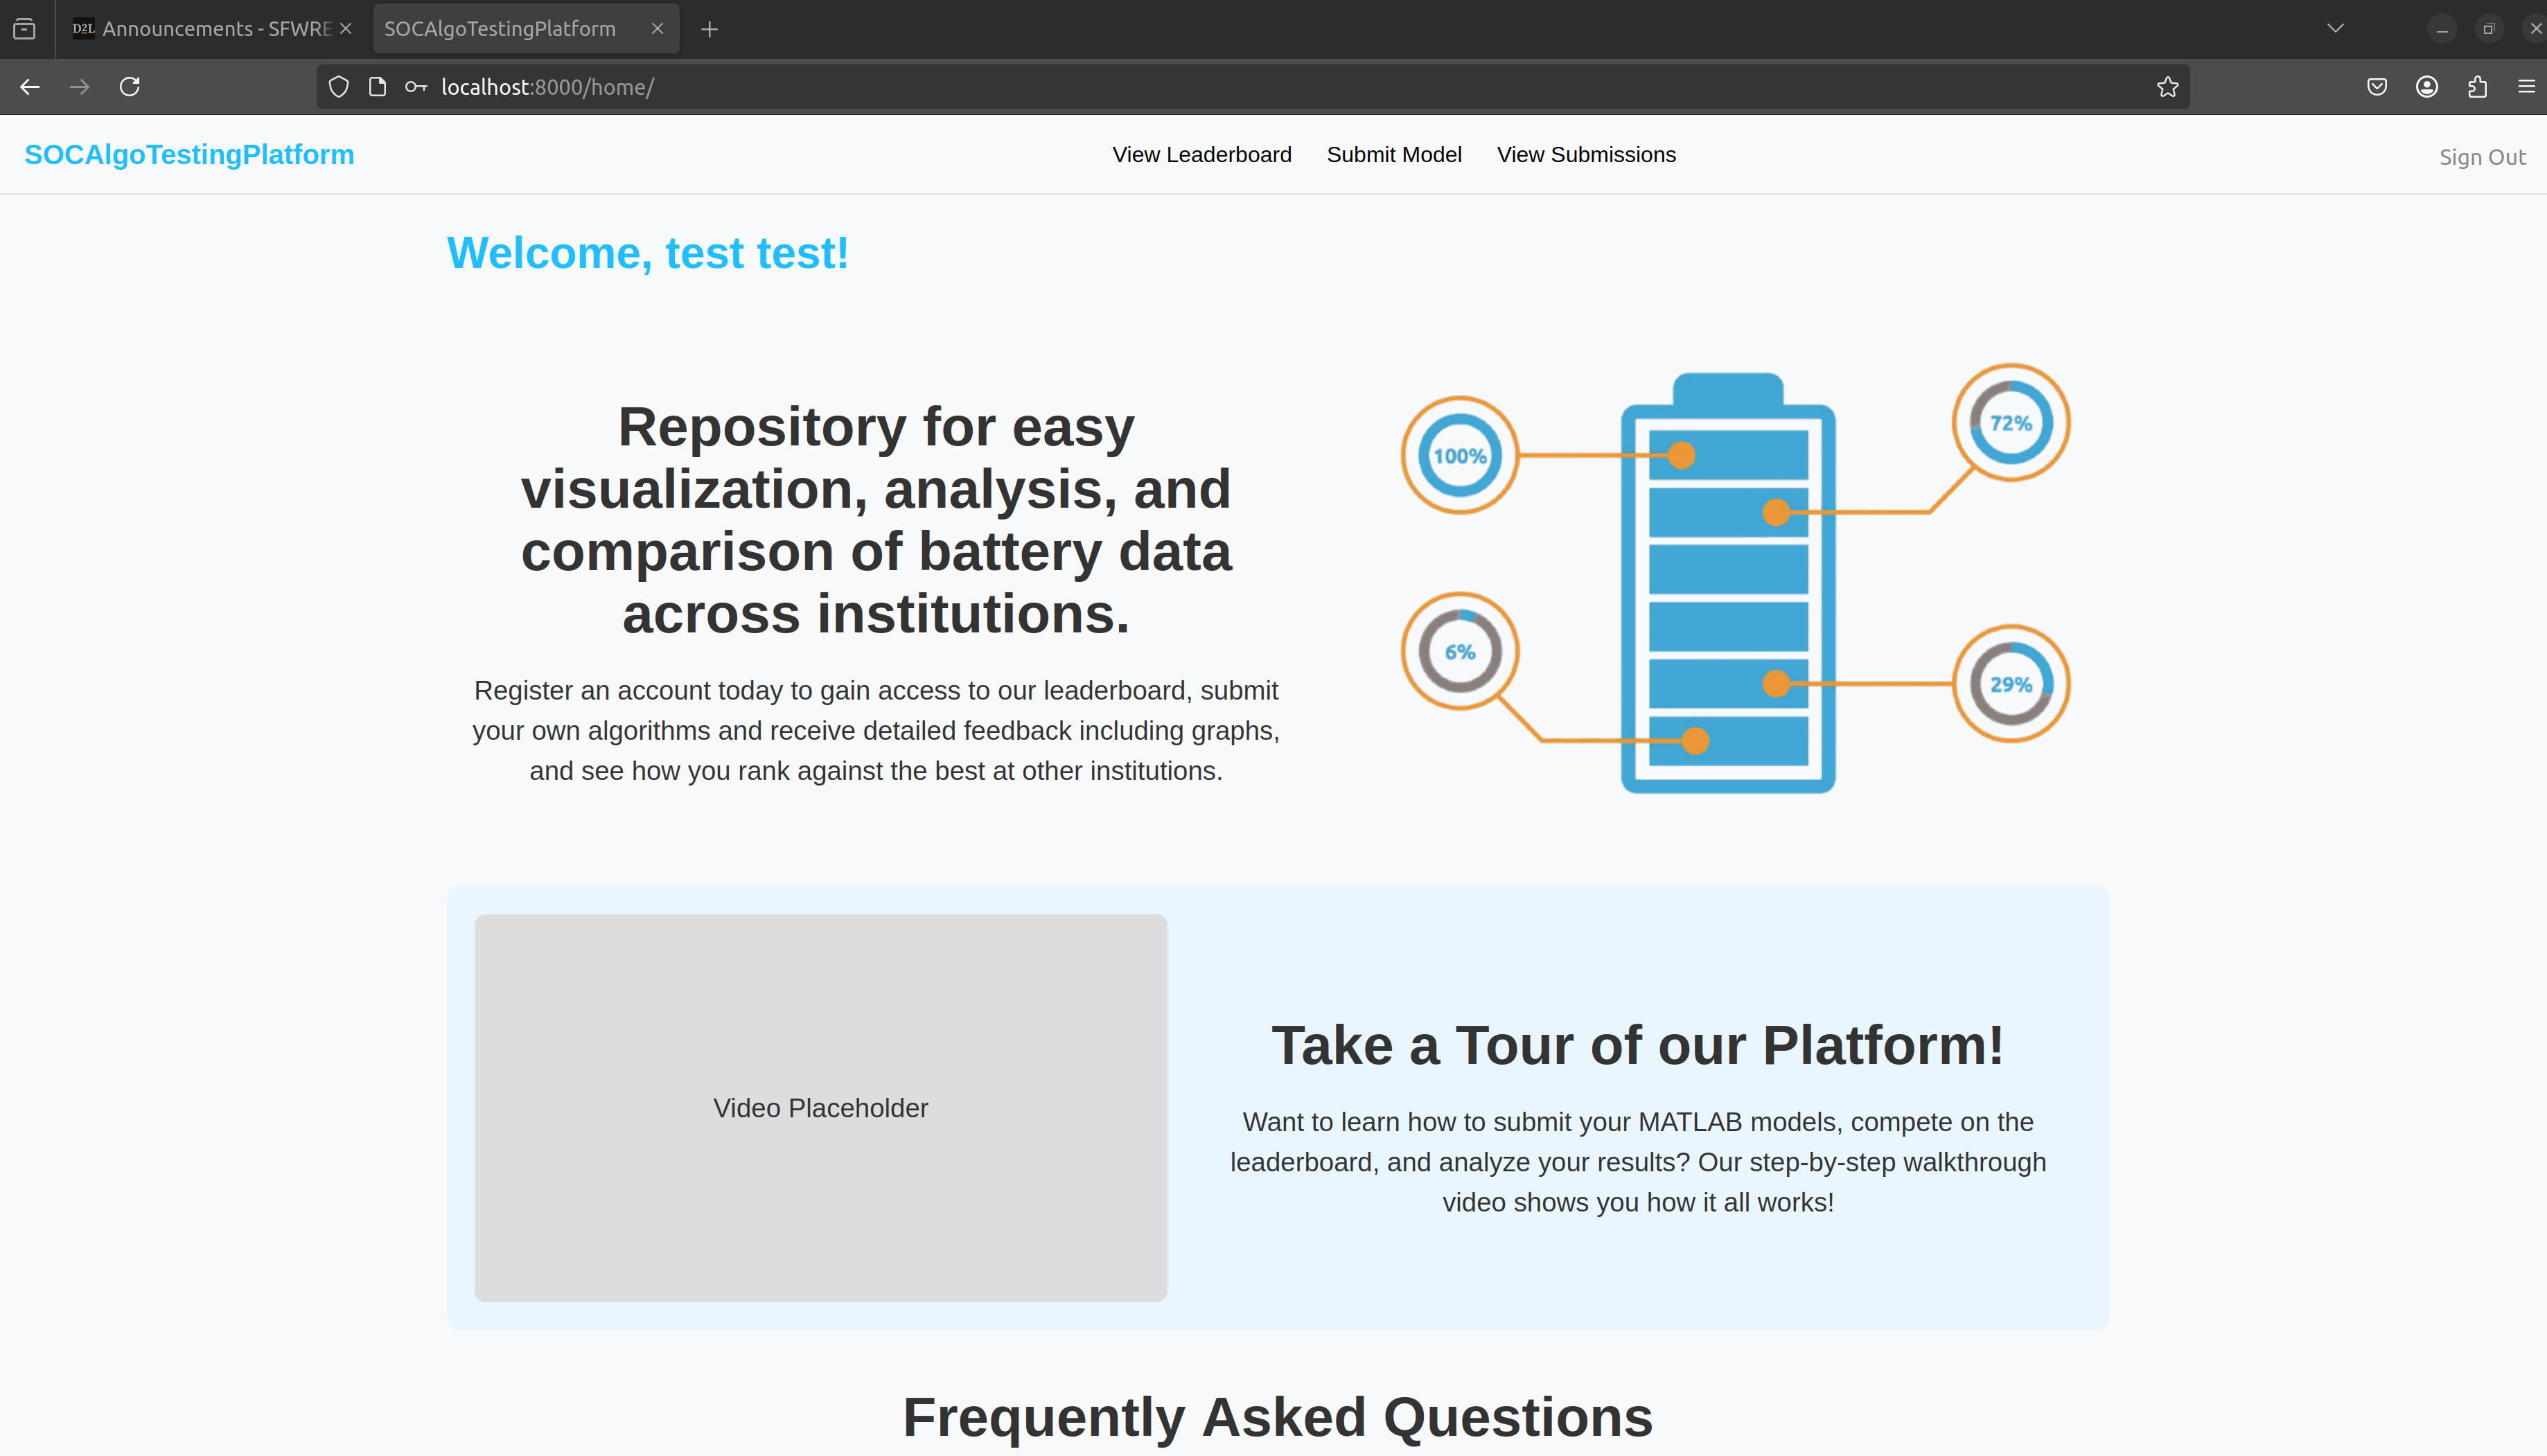 D2L Announcements - SFWRE
SOCAlgoTestingPlatform
localhost:8000/home/
SOCAlgoTestingPlatform
View Leaderboard
Submit Model
View Submissions
Sign Out
Welcome, test test!
Repository for easy
visualization, analysis, and
comparison of battery data
across institutions.
Register an account today to gain access to our leaderboard, submit
your own algorithms and receive detailed feedback including graphs,
and see how you rank against the best at other institutions.
100%
72%
6%
29%
Video Placeholder
Take a Tour of our Platform!
Want to learn how to submit your MATLAB models, compete on the
leaderboard, and analyze your results? Our step-by-step walkthrough
video shows you how it all works!
Frequently Asked Questions